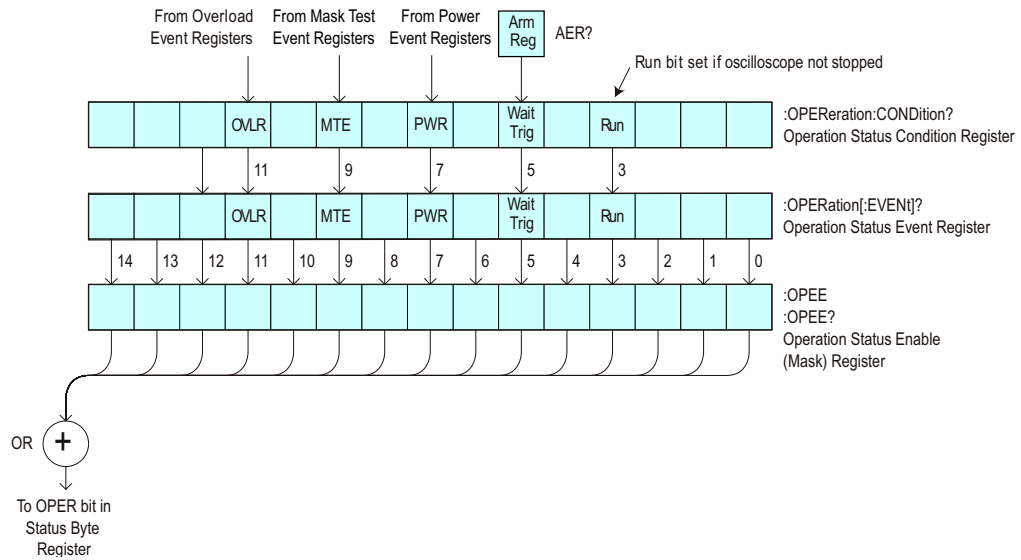 From Overload
Event Registers
From Mask Test
Event Registers
From Power
Event Registers
Arm
Reg
AER?
Run bit set if oscilloscope not stopped
OVLR
MTE
PWR
Wait
Trig
Run
:OPEReration:CONDition?
Operation Status Condition Register
11
9
7
5
3
OVLR
MTE
PWR
Wait
Trig
Run
:OPERation[:EVENt]?
Operation Status Event Register
14 13 12 11 10 9 8 7 6 5 4 3 2 1 0
:OPEE
:OPEE?
Operation Status Enable
(Mask) Register
OR
+
To OPER bit in
Status Byte
Register